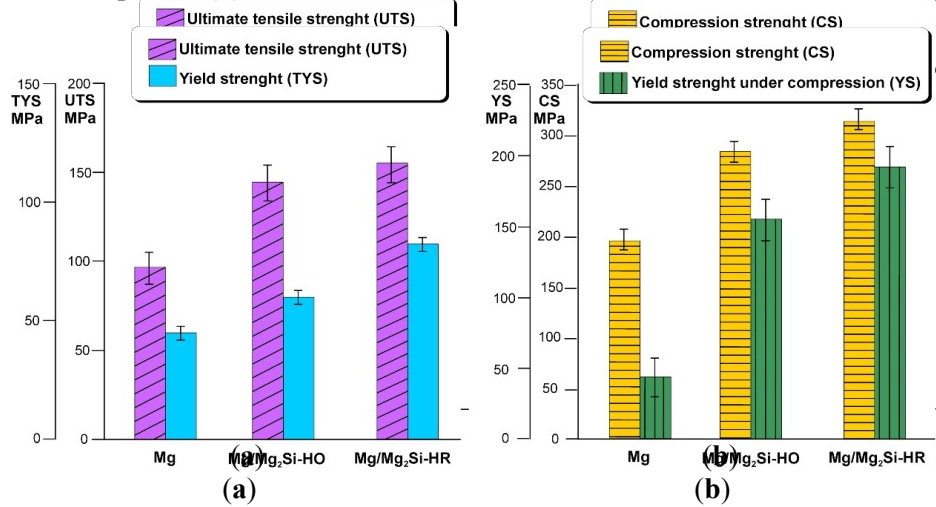 Ultimate tensile strenght (UTS)
Ultimate tensile strenght (UTS)
Yield strenght (TYS)
150
TYS
MPa
100
50
0
200
UTS
MPa
150
100
50
0
Mg
Mg/Mg₂Si-HO
Mg/Mg₂Si-HR
(a)
(a)
Compression strenght (CS)
Compression strenght (CS)
Yield strenght under compression (YS)
250
YS
MPa
200
150
100
50
0
350
CS
MPa
300
250
200
150
100
50
0
Mg
Mg/Mg₂Si-HO
Mg/Mg₂Si-HR
(b)
(b)